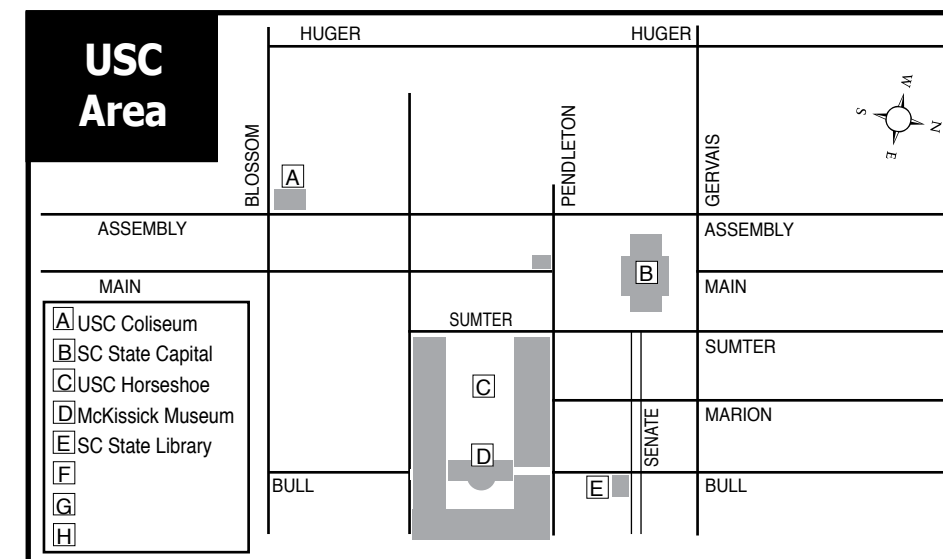 USC
Area
HUGER
HUGER
BLOSSOM
PENDLETON
GERVAIS
W
S
N
E
A
ASSEMBLY
ASSEMBLY
B
MAIN
MAIN
SUMTER
SUMTER
A USC Coliseum
B SC State Capital
C USC Horseshoe
D McKissick Museum
E SC State Library
F
G
H
C
MARION
SENATE
D
BULL
E
BULL